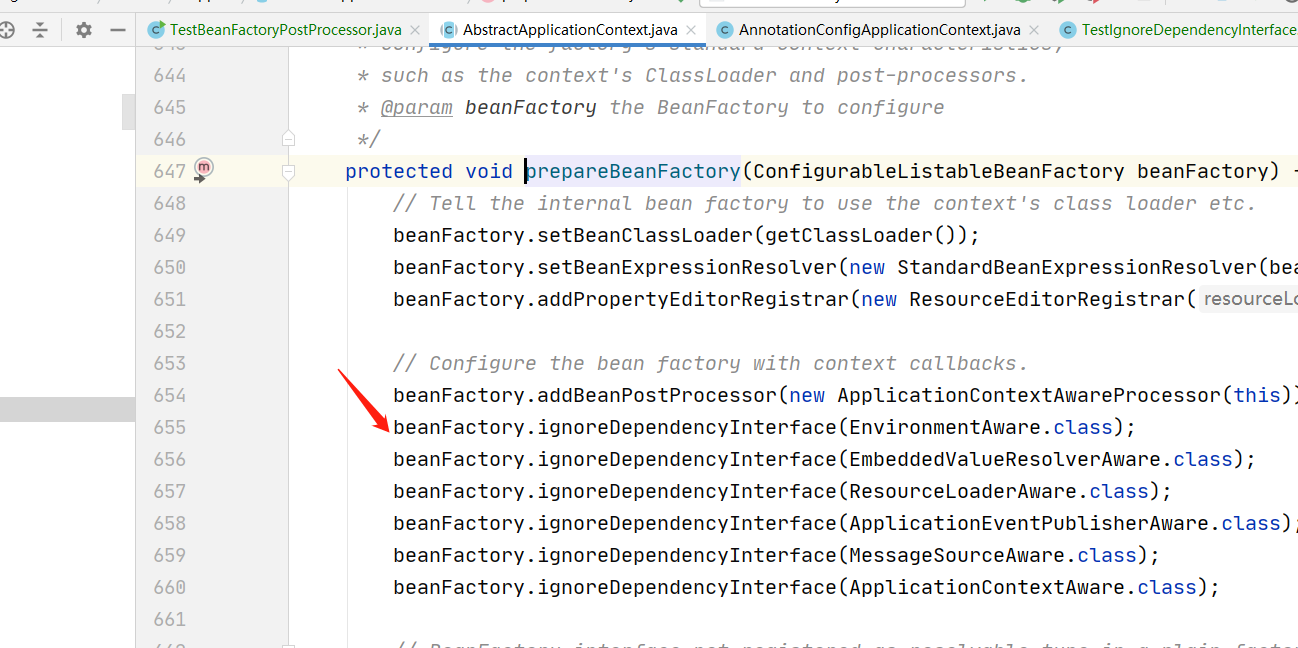 TestBeanFactoryPostProcessor.java
AbstractApplicationContext.java
AnnotationConfigApplicationContext.java
TestIgnoreDependencyInterface
644 * such as the context's ClassLoader and post-processors.
645 * @param beanFactory the BeanFactory to configure
646 */
647 protected void prepareBeanFactory(ConfigurableListableBeanFactory beanFactory) {
648 // Tell the internal bean factory to use the context's class loader etc.
649 beanFactory.setBeanClassLoader(getClassLoader());
650 beanFactory.setBeanExpressionResolver(new StandardBeanExpressionResolver(bea
651 beanFactory.addPropertyEditorRegistrar(new ResourceEditorRegistrar( resourceLo
652
653 // Configure the bean factory with context callbacks.
654 beanFactory.addBeanPostProcessor(new ApplicationContextAwareProcessor(this))
655 beanFactory.ignoreDependencyInterface(EnvironmentAware.class);
656 beanFactory.ignoreDependencyInterface(EmbeddedValueResolverAware.class);
657 beanFactory.ignoreDependencyInterface(ResourceLoaderAware.class);
658 beanFactory.ignoreDependencyInterface(ApplicationEventPublisherAware.class);
659 beanFactory.ignoreDependencyInterface(MessageSourceAware.class);
660 beanFactory.ignoreDependencyInterface(ApplicationContextAware.class);
661